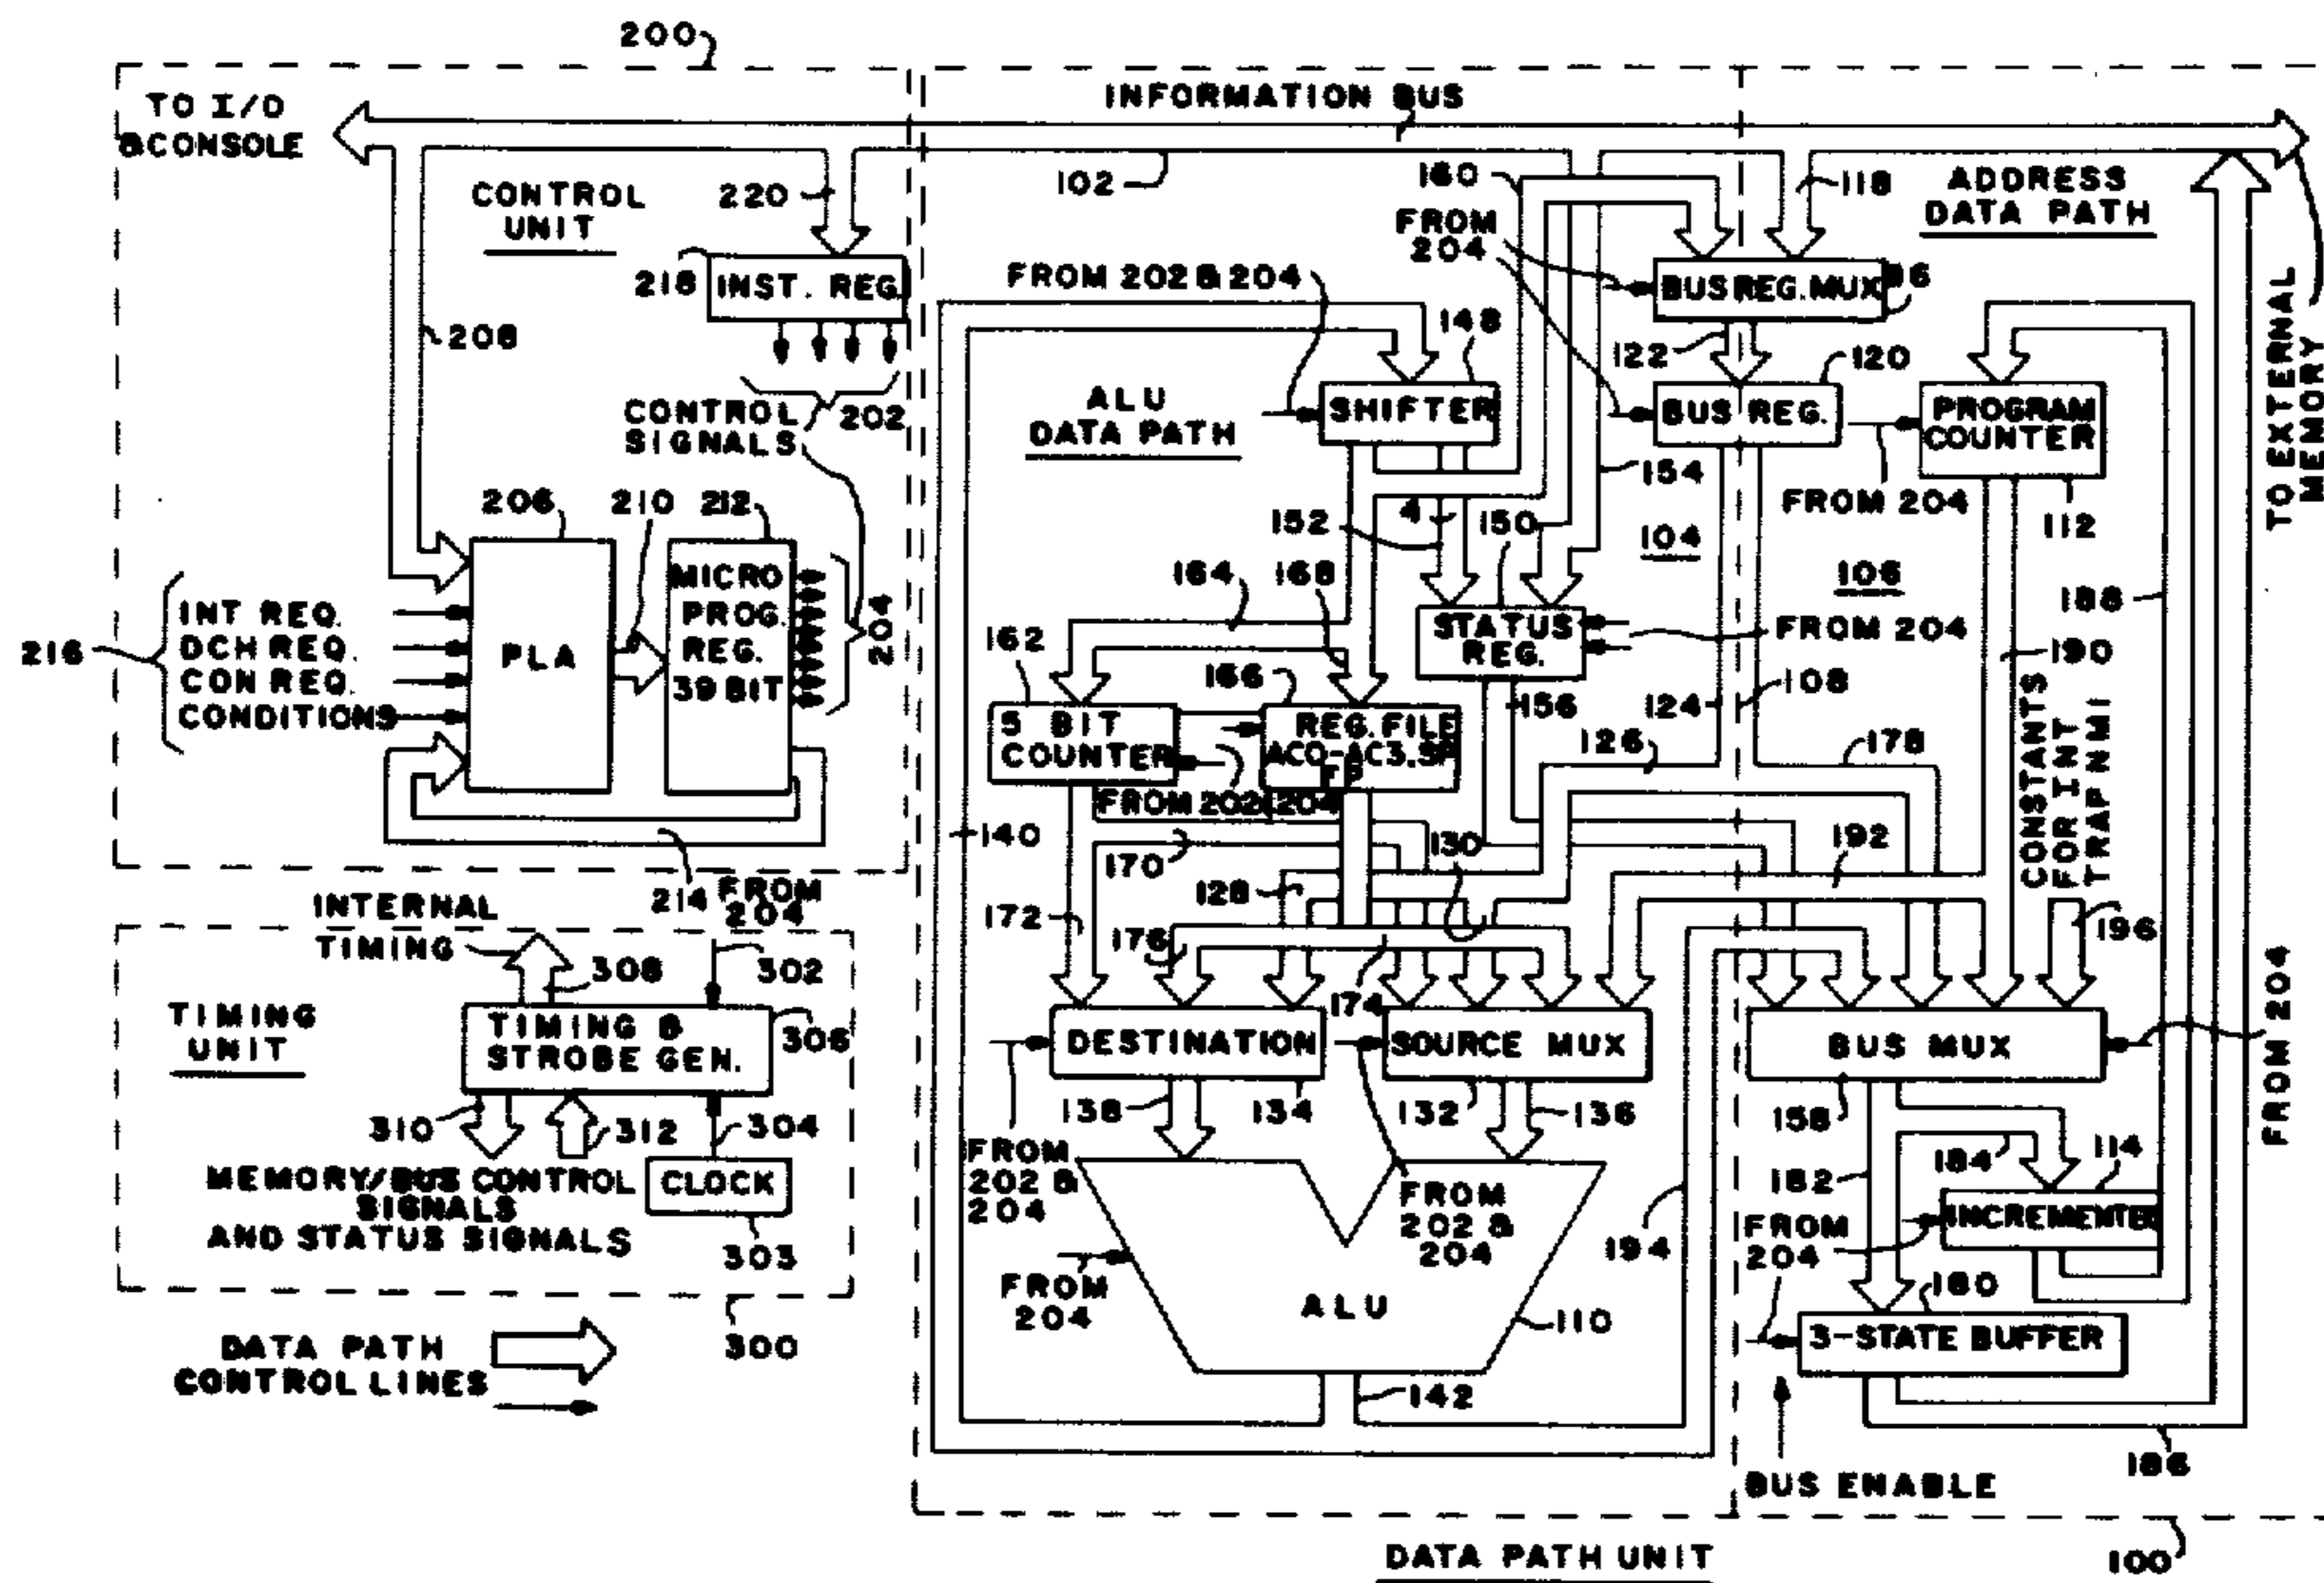 200
TO I/O
&CONSOLE
INFORMATION BUS
CONTROL
UNIT
220
102
160
118
ADDRESS
DATA PATH
FROM
204
218
INST. REG.
FROM 202 & 204
BUS REG. MUX
208
148
122
120
TO EXTERNAL
MEMORY
CONTROL
SIGNALS
202
ALU
DATA PATH
SHIFTER
BUS REG.
PROGRAM
COUNTER
154
FROM 204
112
206
210
212
152
4
150
104
106
188
164
168
216
INT REQ.
DCH REQ.
CON REQ.
CONDITIONS
PLA
MICRO
PROG.
REG.
39 BIT
204
STATUS
REG.
FROM 204
190
162
166
156
124
108
5 BIT
COUNTER
REG. FILE
AC0-AC3, SP
FP
FROM 202 204
126
178
CONSTANTS
FOR INT
TRAP NMI
140
170
130
192
128
214
FROM
204
172
176
196
INTERNAL
TIMING
308
302
174
FROM 204
TIMING
UNIT
TIMING &
STROBE GEN.
306
DESTINATION
SOURCE MUX
BUS MUX
310
312
304
138
134
132
136
158
MEMORY/BUS CONTROL
SIGNALS
AND STATUS SIGNALS
CLOCK
303
FROM
202 &
204
FROM
202 &
204
194
182
184
114
INCREMENTER
FROM
204
FROM
204
ALU
110
180
3-STATE BUFFER
DATA PATH
CONTROL LINES
300
142
186
BUS ENABLE
DATA PATH UNIT
100